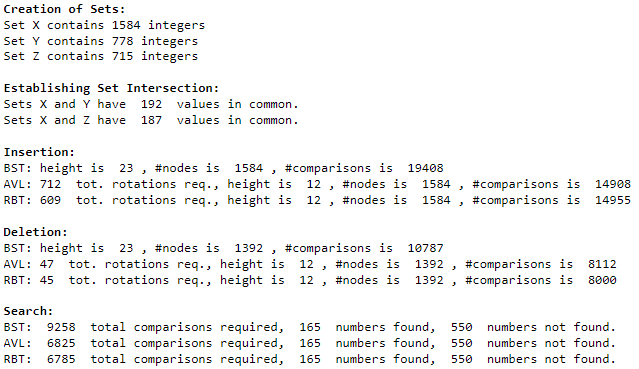 Creation of Sets:
Set X contains 1584 integers
Set Y contains 778 integers
Set Z contains 715 integers
Establishing Set Intersection:
Sets X and Y have 192 values in common.
Sets X and Z have 187 values in common.
Insertion:
BST: height is 23 , #nodes is 1584 , #comparisons is 19408
AVL: 712 tot. rotations req., height is 12 , #nodes is 1584 , #comparisons is 14908
RBT: 609 tot. rotations req., height is 12 , #nodes is 1584 , #comparisons is 14955
Deletion:
BST: height is 23 , #nodes is 1392 , #comparisons is 10787
AVL: 47 tot. rotations req., height is 12 , #nodes is 1392 , #comparisons is 8112
RBT: 45 tot. rotations req., height is 12 , #nodes is 1392 , #comparisons is 8000
Search:
BST: 9258 total comparisons required, 165 numbers found, 550 numbers not found.
AVL: 6825 total comparisons required, 165 numbers found, 550 numbers not found.
RBT: 6785 total comparisons required, 165 numbers found, 550 numbers not found.